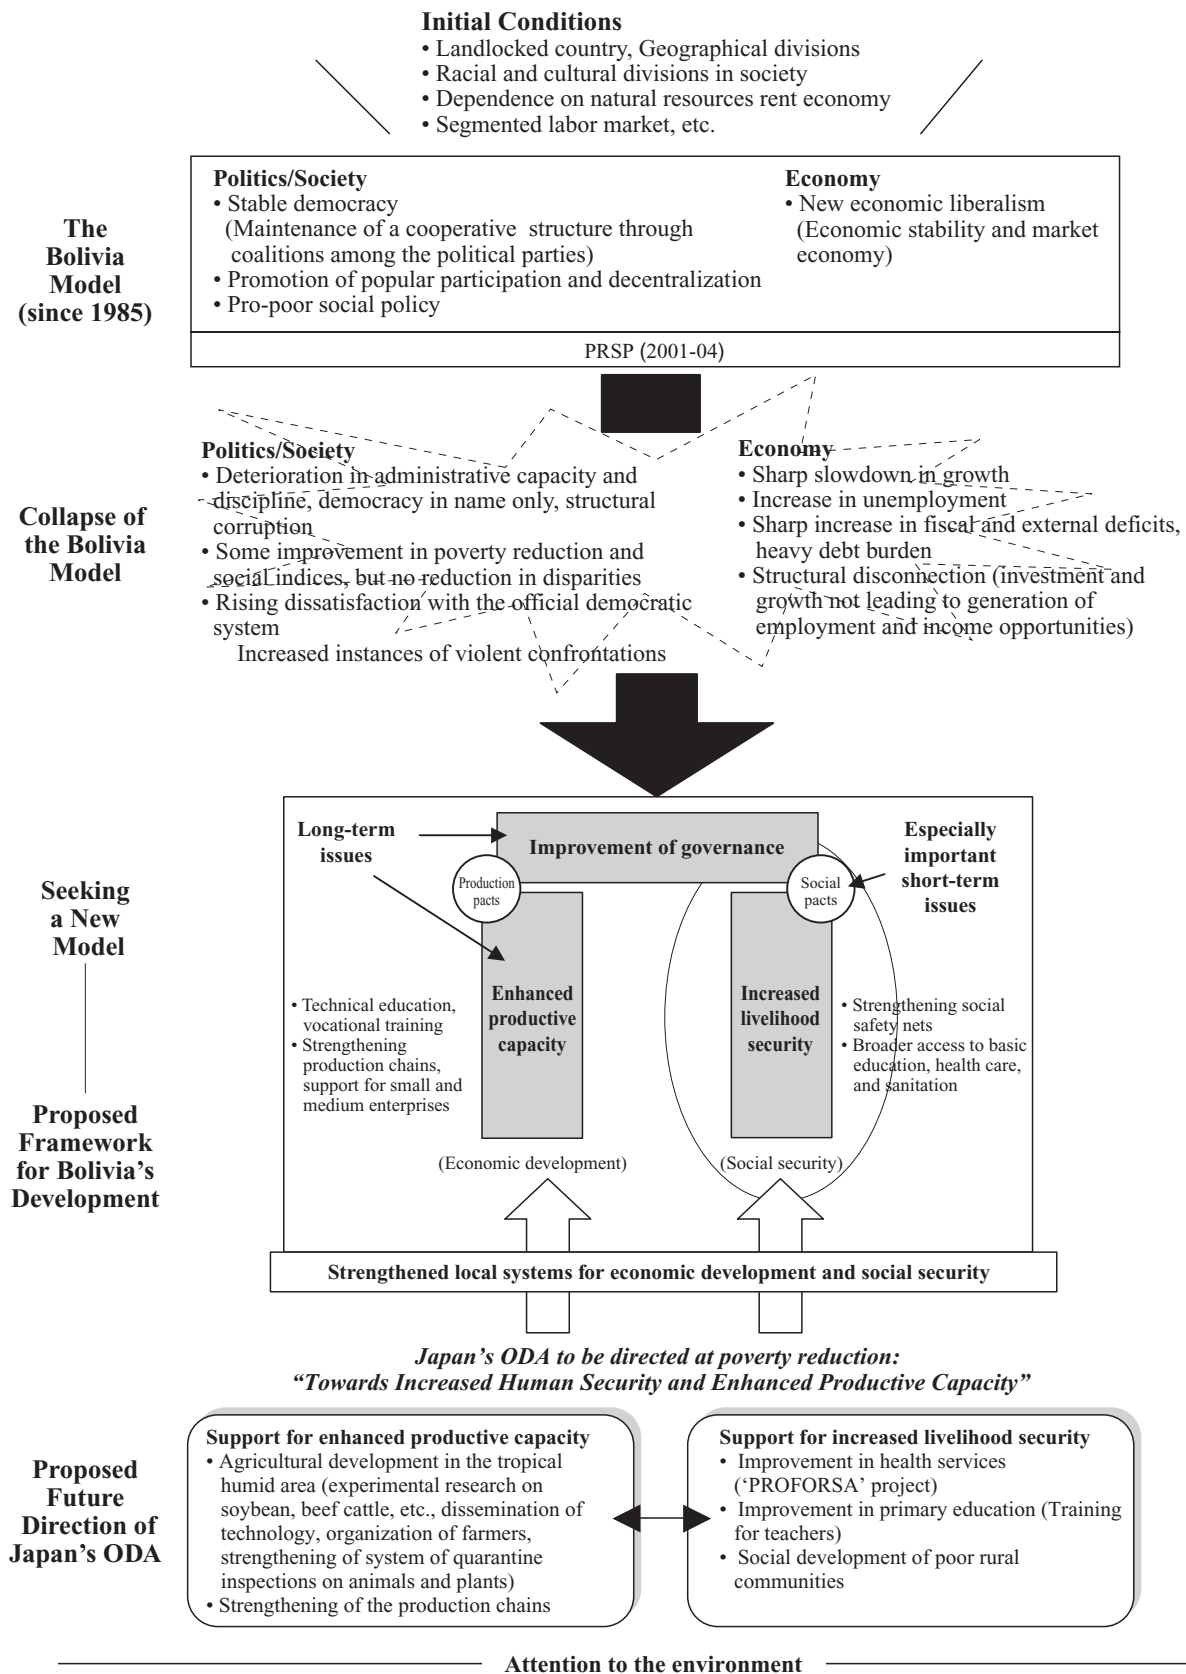 Initial Conditions
• Landlocked country, Geographical divisions
• Racial and cultural divisions in society
• Dependence on natural resources rent economy
• Segmented labor market, etc.
The
Bolivia
Model
(since 1985)
Politics/Society
• Stable democracy
(Maintenance of a cooperative structure through
coalitions among the political parties)
• Promotion of popular participation and decentralization
• Pro-poor social policy
Economy
• New economic liberalism
(Economic stability and market
economy)
PRSP (2001-04)
Collapse of
the Bolivia
Model
Politics/Society
• Deterioration in administrative capacity and
discipline, democracy in name only, structural
corruption
• Some improvement in poverty reduction and
social indices, but no reduction in disparities
• Rising dissatisfaction with the official democratic
system
Increased instances of violent confrontations
Economy
• Sharp slowdown in growth
• Increase in unemployment
• Sharp increase in fiscal and external deficits,
heavy debt burden
• Structural disconnection (investment and
growth not leading to generation of
employment and income opportunities)
Seeking
a New
Model
Proposed
Framework
for Bolivia's
Development
Long-term
issues
Improvement of governance
Especially
important
short-term
issues
Production
pacts
Social
pacts
• Technical education,
vocational training
• Strengthening
production chains,
support for small and
medium enterprises
Enhanced
productive
capacity
Increased
livelihood
security
• Strengthening social
safety nets
• Broader access to basic
education, health care,
and sanitation
(Economic development)
(Social security)
Strengthened local systems for economic development and social security
Japan's ODA to be directed at poverty reduction:
“Towards Increased Human Security and Enhanced Productive Capacity”
Proposed
Future
Direction of
Japan's ODA
Support for enhanced productive capacity
• Agricultural development in the tropical
humid area (experimental research on
soybean, beef cattle, etc., dissemination of
technology, organization of farmers,
strengthening of system of quarantine
inspections on animals and plants)
• Strengthening of the production chains
Support for increased livelihood security
• Improvement in health services
(‘PROFORSA’ project)
• Improvement in primary education (Training
for teachers)
• Social development of poor rural
communities
Attention to the environment